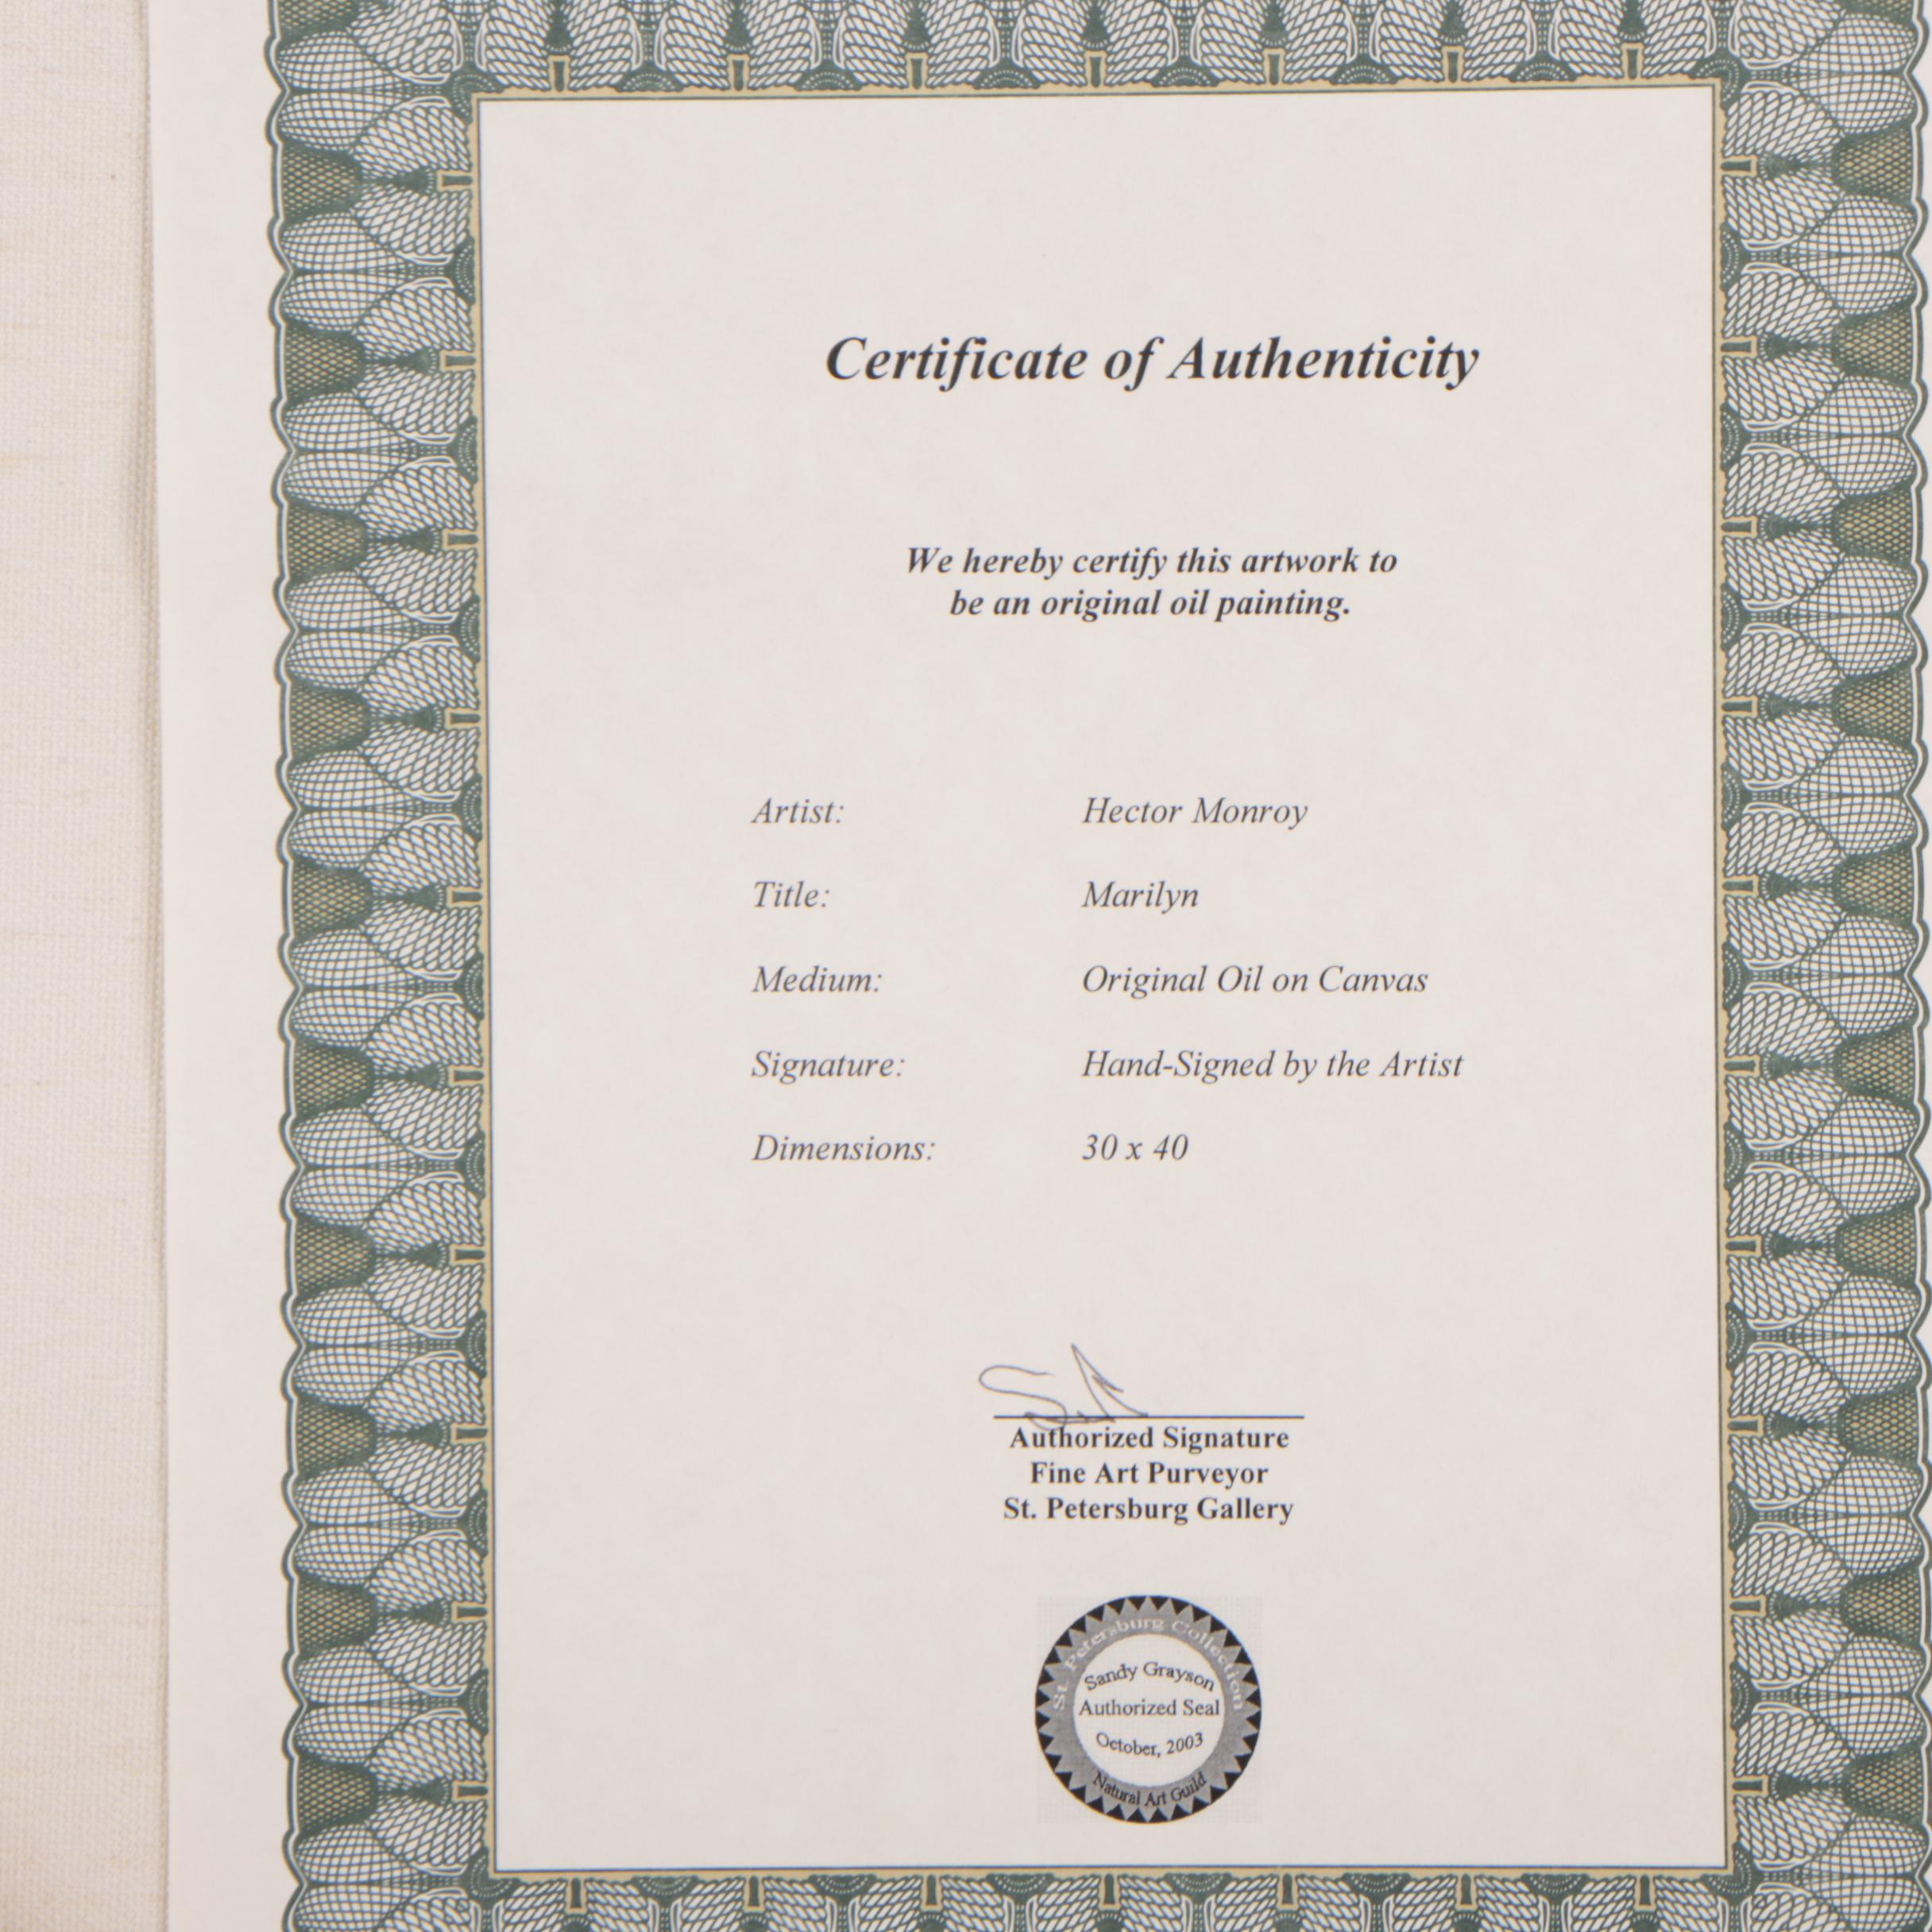 Certificate of Authenticity
We hereby certify this artwork to
be an original oil painting.
Artist: Hector Monroy
Title: Marilyn
Medium: Original Oil on Canvas
Signature: Hand-Signed by the Artist
Dimensions: 30 x 40
Authorized Signature
Fine Art Purveyor
St. Petersburg Gallery
St. Petersburg Collection
Sandy Grayson
Authorized Seal
October, 2003
Natural Art Guild